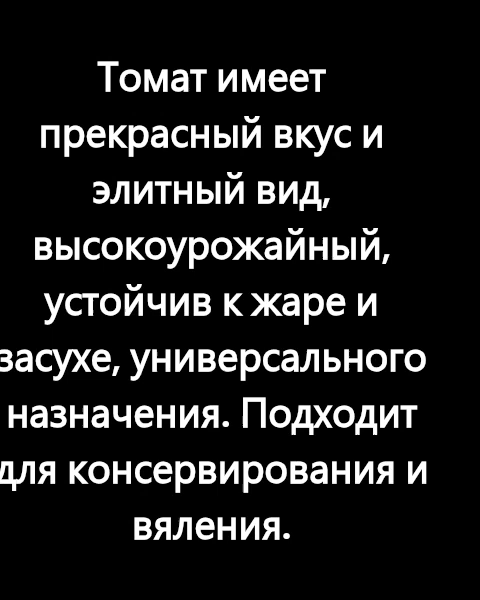 Томат имеет
прекрасный вкус и
элитный вид,
высокоурожайный,
устойчив к жаре и
засухе, универсального
назначения. Подходит
для консервирования и
вяления.